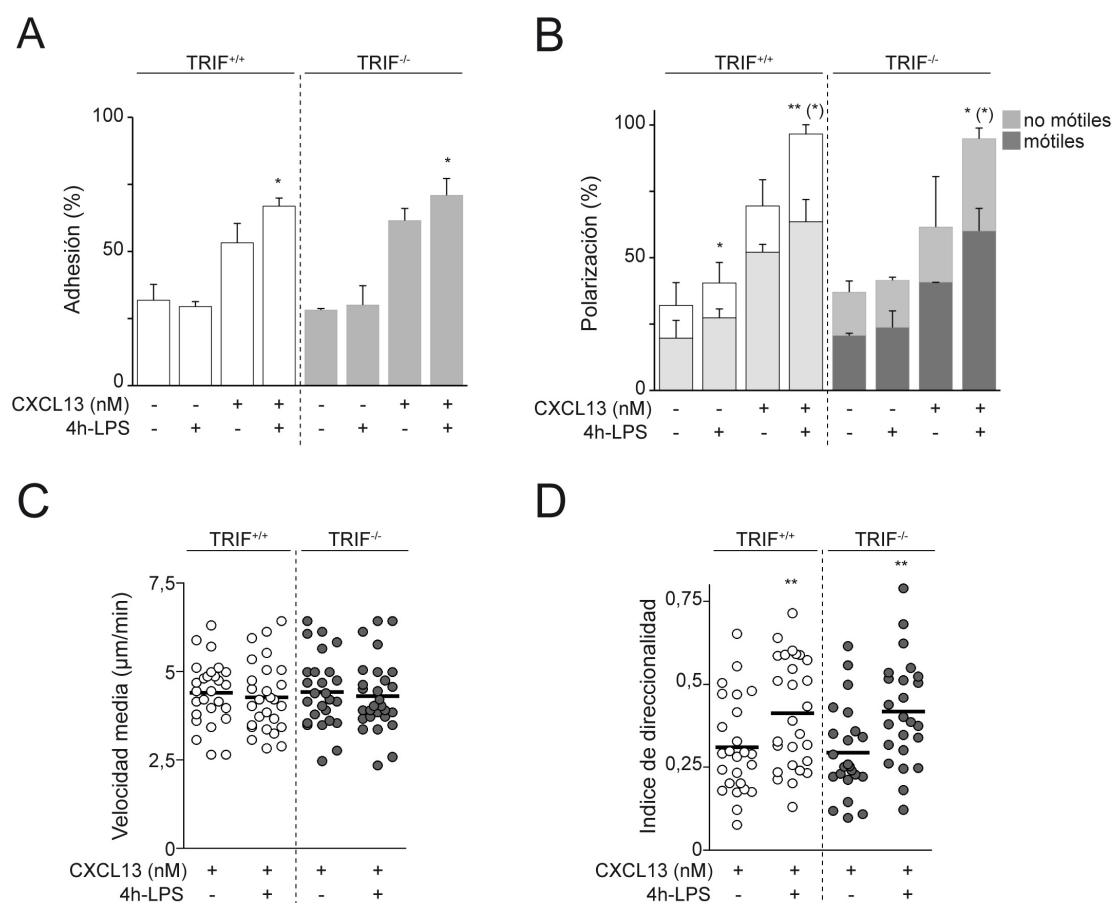 A
TRIF+/+ TRIF-/-
100
50
0
Adhesión (%)
* *
CXCL13 (nM) - - + + - - + +
4h-LPS - + - + - + - +
B
TRIF+/+ TRIF-/-
100
50
0
Polarización (%)
* ** (*) * (*)
no mótiles
mótiles
CXCL13 (nM) - - + + - - + +
4h-LPS - + - + - + - +
C
TRIF+/+ TRIF-/-
7,5
5
2,5
0
Velocidad media (µm/min)
CXCL13 (nM) + + + +
4h-LPS - + - +
D
TRIF+/+ TRIF-/-
** **
0,75
0,5
0,25
0
Indice de direccionalidad
CXCL13 (nM) + + + +
4h-LPS - + - +